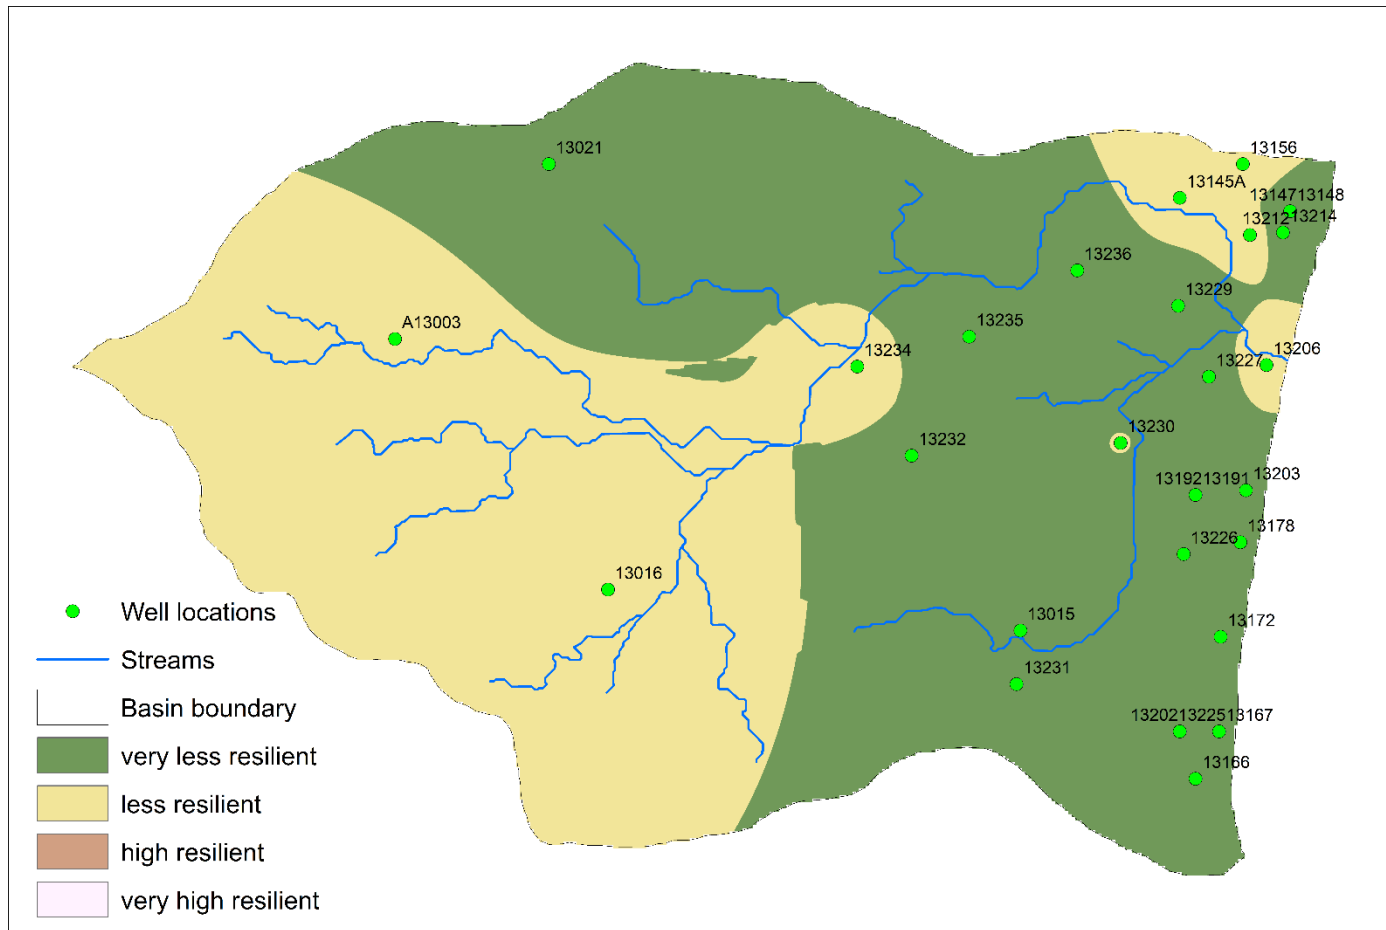 13021
13156
13145A
1314713148
1321213214
13236
13229
13235
A13003
13234
13206
13227
13230
13232
1319213191
13203
13178
13226
13016
13015
13172
13231
132021322513167
13166
Well locations
Streams
Basin boundary
very less resilient
less resilient
high resilient
very high resilient